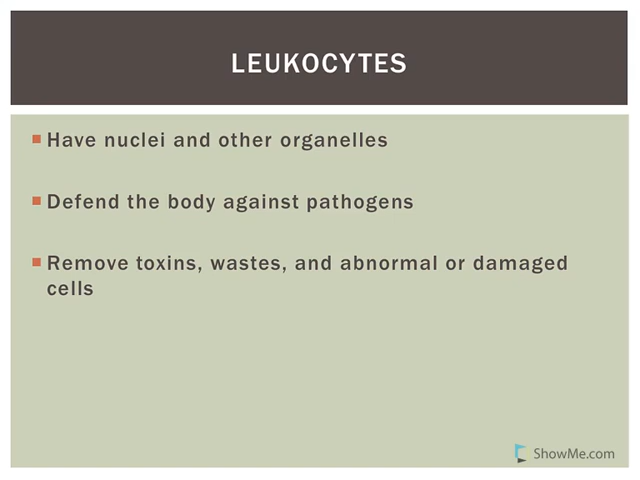 LEUKOCYTES
Have nuclei and other organelles
Defend the body against pathogens
Remove toxins, wastes, and abnormal or damaged
cells
ShowMe.com